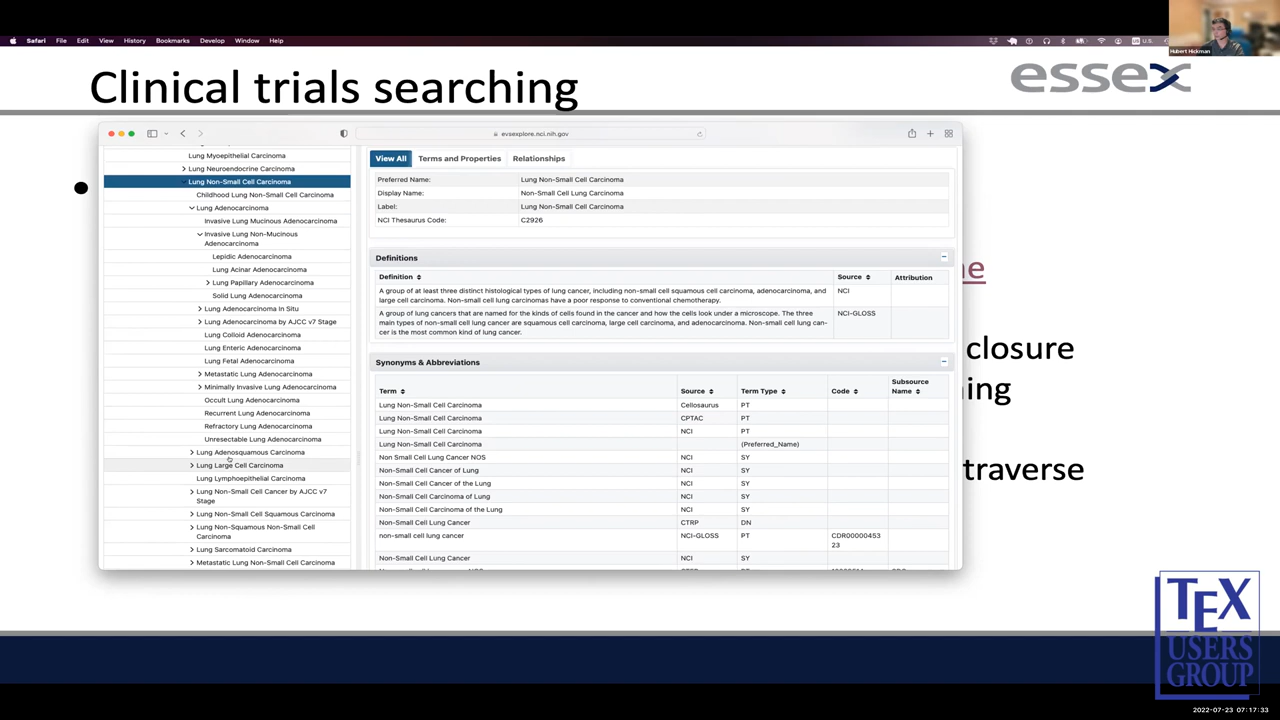 Safari File Edit View History Bookmarks Develop Window Help
U.S.
Hubert Hickman
Clinical trials searching
essex
evsexplore.nci.nih.gov
Lung Myoepithelial Carcinoma
Lung Neuroendocrine Carcinoma
Lung Non-Small Cell Carcinoma
Childhood Lung Non-Small Cell Carcinoma
Lung Adenocarcinoma
Invasive Lung Mucinous Adenocarcinoma
Invasive Lung Non-Mucinous
Adenocarcinoma
Lepidic Adenocarcinoma
Lung Acinar Adenocarcinoma
Lung Papillary Adenocarcinoma
Solid Lung Adenocarcinoma
Lung Adenocarcinoma In Situ
Lung Adenocarcinoma by AJCC v7 Stage
Lung Colloid Adenocarcinoma
Lung Enteric Adenocarcinoma
Lung Fetal Adenocarcinoma
Metastatic Lung Adenocarcinoma
Minimally Invasive Lung Adenocarcinoma
Occult Lung Adenocarcinoma
Recurrent Lung Adenocarcinoma
Refractory Lung Adenocarcinoma
Unresectable Lung Adenocarcinoma
Lung Adenosquamous Carcinoma
Lung Large Cell Carcinoma
Lung Lymphoepithelial Carcinoma
Lung Non-Small Cell Cancer by AJCC v7
Stage
Lung Non-Small Cell Squamous Carcinoma
Lung Non-Squamous Non-Small Cell
Carcinoma
Lung Sarcomatoid Carcinoma
Metastatic Lung Non-Small Cell Carcinoma
View All Terms and Properties Relationships
Preferred Name: Lung Non-Small Cell Carcinoma
Display Name: Non-Small Cell Lung Carcinoma
Label: Lung Non-Small Cell Carcinoma
NCI Thesaurus Code: C2926
Definitions
Definition Source Attribution
A group of at least three distinct histological types of lung cancer, including non-small cell squamous cell carcinoma, adenocarcinoma, and NCI
large cell carcinoma. Non-small cell lung carcinomas have a poor response to conventional chemotherapy.
A group of lung cancers that are named for the kinds of cells found in the cancer and how the cells look under a microscope. The three NCI-GLOSS
main types of non-small cell lung cancer are squamous cell carcinoma, large cell carcinoma, and adenocarcinoma. Non-small cell lung can-
cer is the most common kind of lung cancer.
Synonyms & Abbreviations
Term Source Term Type Code Subsource
Name
Lung Non-Small Cell Carcinoma Cellosaurus PT
Lung Non-Small Cell Carcinoma CPTAC PT
Lung Non-Small Cell Carcinoma NCI PT
Lung Non-Small Cell Carcinoma (Preferred_Name)
Non Small Cell Lung Cancer NOS NCI SY
Non-Small Cell Cancer of Lung NCI SY
Non-Small Cell Cancer of the Lung NCI SY
Non-Small Cell Carcinoma of Lung NCI SY
Non-Small Cell Carcinoma of the Lung NCI SY
Non-Small Cell Lung Cancer CTRP DN
non-small cell lung cancer NCI-GLOSS PT CDR00000453
23
Non-Small Cell Lung Cancer NCI SY
ne
closure
ing
traverse
TEX
USERS
GROUP
2022-07-23 07:17:33